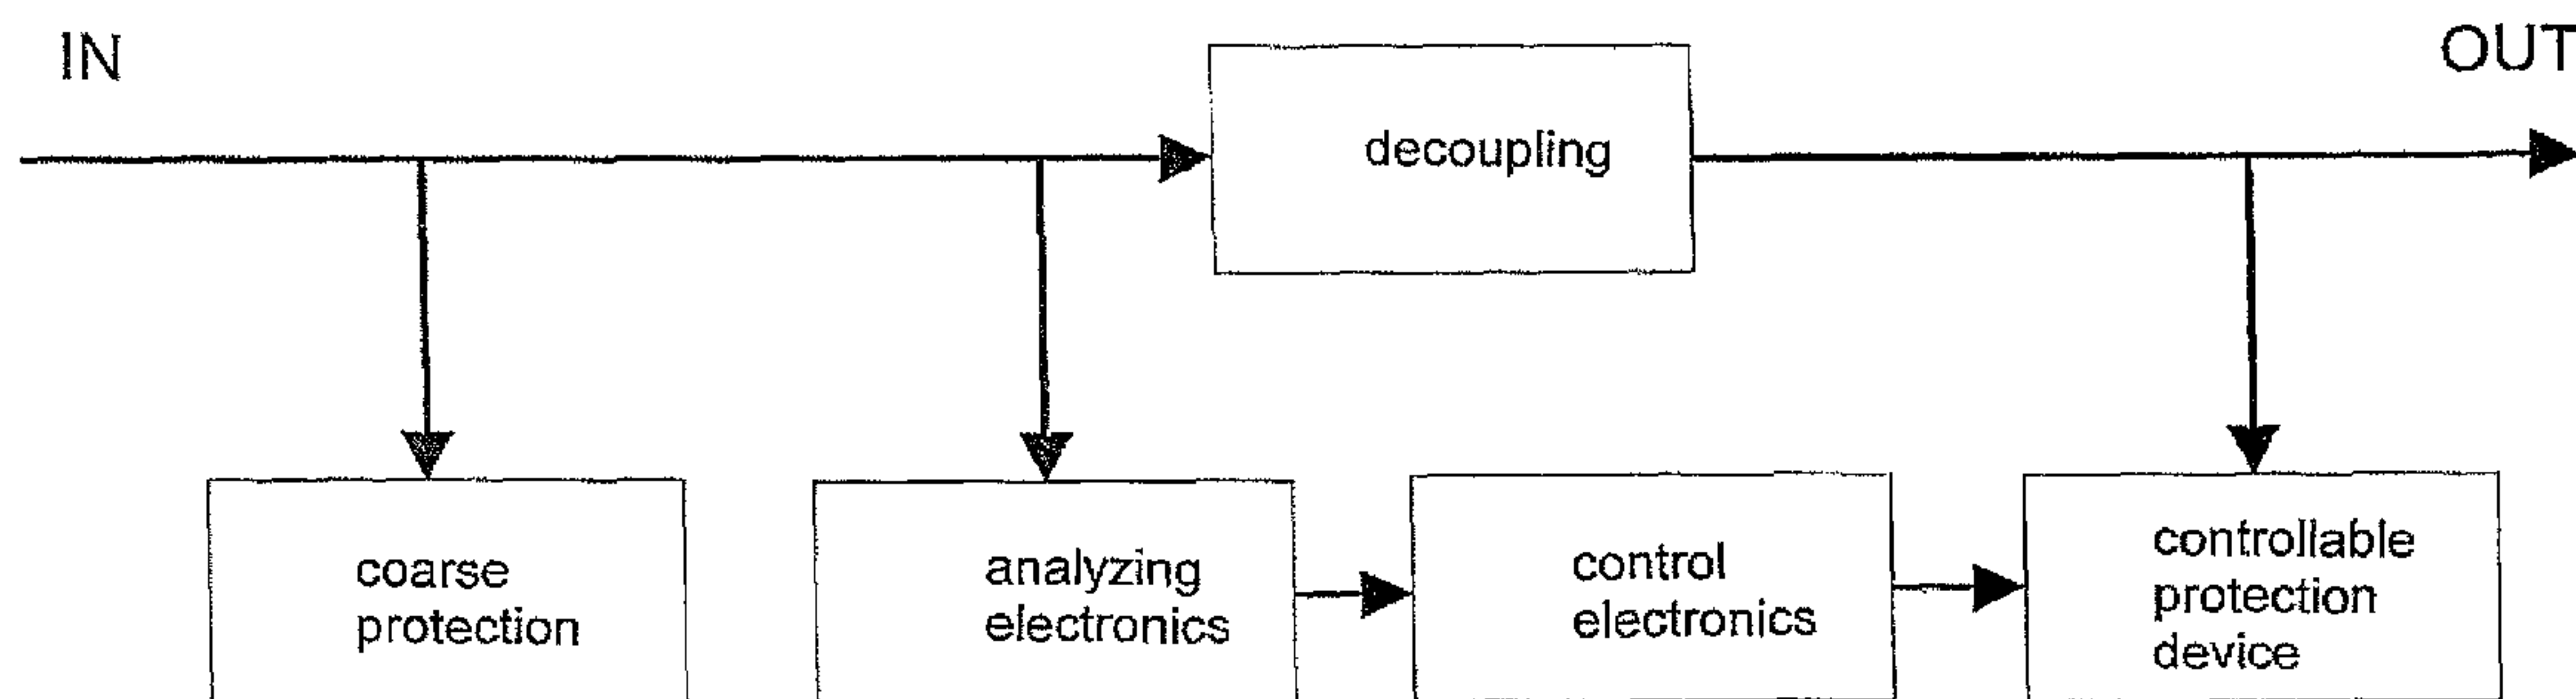 IN
OUT
decoupling
coarse
protection
analyzing
electronics
control
electronics
controllable
protection
device